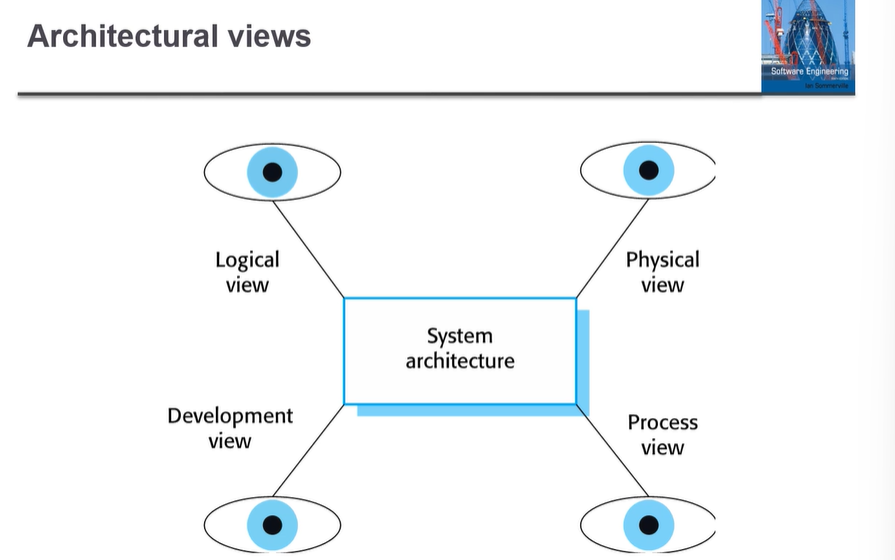 Architectural views
Software Engineering
Ian Sommerville
Logical
view
Physical
view
System
architecture
Development
view
Process
view